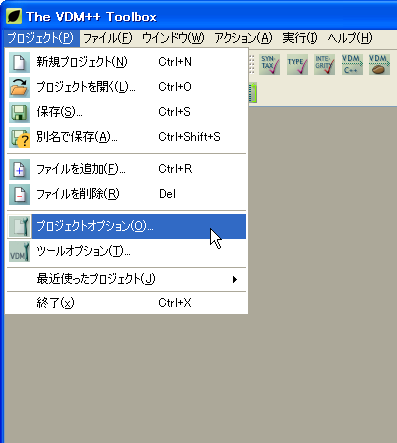 The VDM++ Toolbox
プロジェクト(P) ファイル(F) ウインドウ(W) アクション(A) 実行(I) ヘルプ(H)
SYN-TAX TYPE INTE-GRITY VDM C++ VDM
新規プロジェクト(N) Ctrl+N
プロジェクトを開く(L)... Ctrl+O
保存(S)... Ctrl+S
別名で保存(A)... Ctrl+Shift+S
ファイルを追加(F)... Ctrl+R
ファイルを削除(R) Del
プロジェクトオプション(O)...
VDM ツールオプション(T)...
最近使ったプロジェクト(J)
終了(x) Ctrl+X